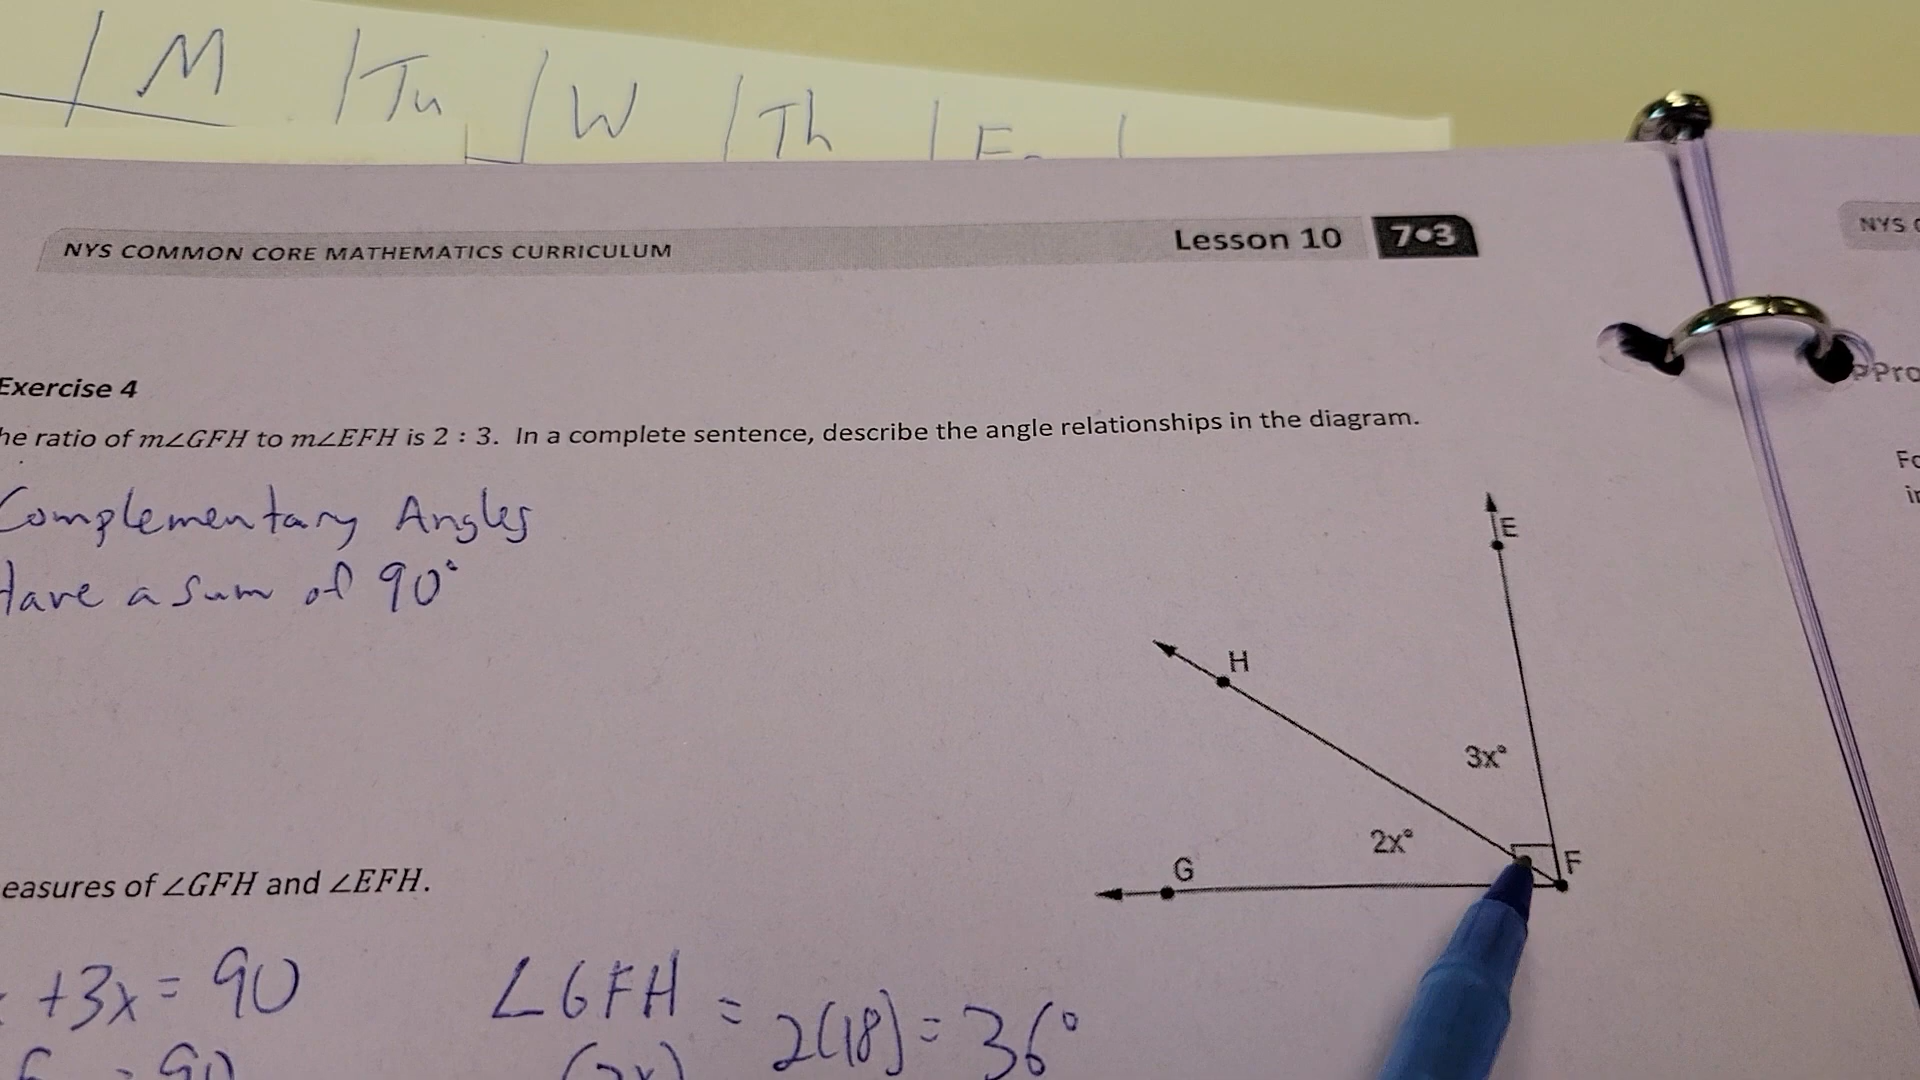 M Tu W Th
NYS COMMON CORE MATHEMATICS CURRICULUM
Lesson 10
7•3
NYS
Exercise 4
he ratio of m∠GFH to m∠EFH is 2 : 3. In a complete sentence, describe the angle relationships in the diagram.
Complementary Angles
Have a sum of 90°
E
H
3x°
2x°
G
F
easures of ∠GFH and ∠EFH.
+3x = 90
∠GFH = 2(18) = 36°
= 90
(2x)